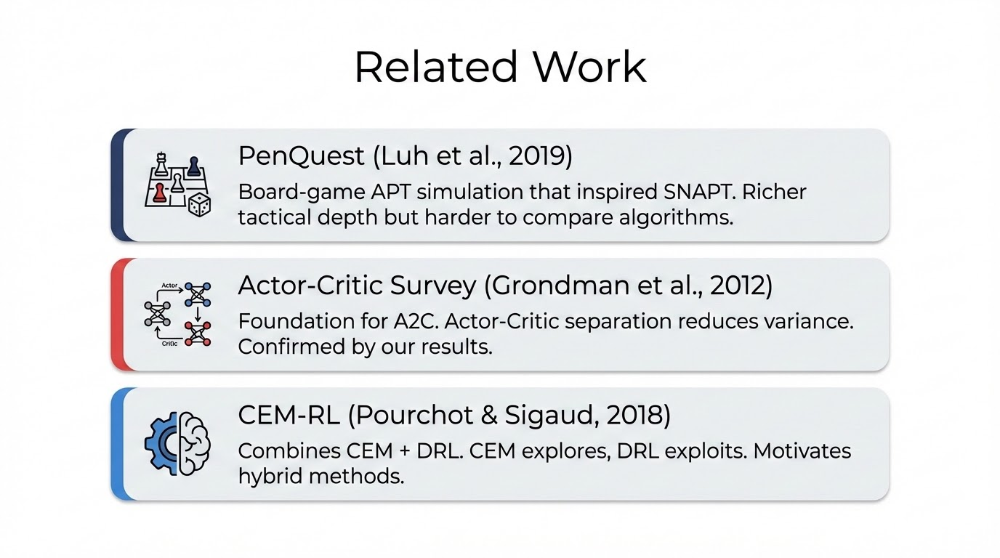 Related Work
PenQuest (Luh et al., 2019)
Board-game APT simulation that inspired SNAPT. Richer
tactical depth but harder to compare algorithms.
Actor
Critic
Actor-Critic Survey (Grondman et al., 2012)
Foundation for A2C. Actor-Critic separation reduces variance.
Confirmed by our results.
CEM-RL (Pourchot & Sigaud, 2018)
Combines CEM + DRL. CEM explores, DRL exploits. Motivates
hybrid methods.